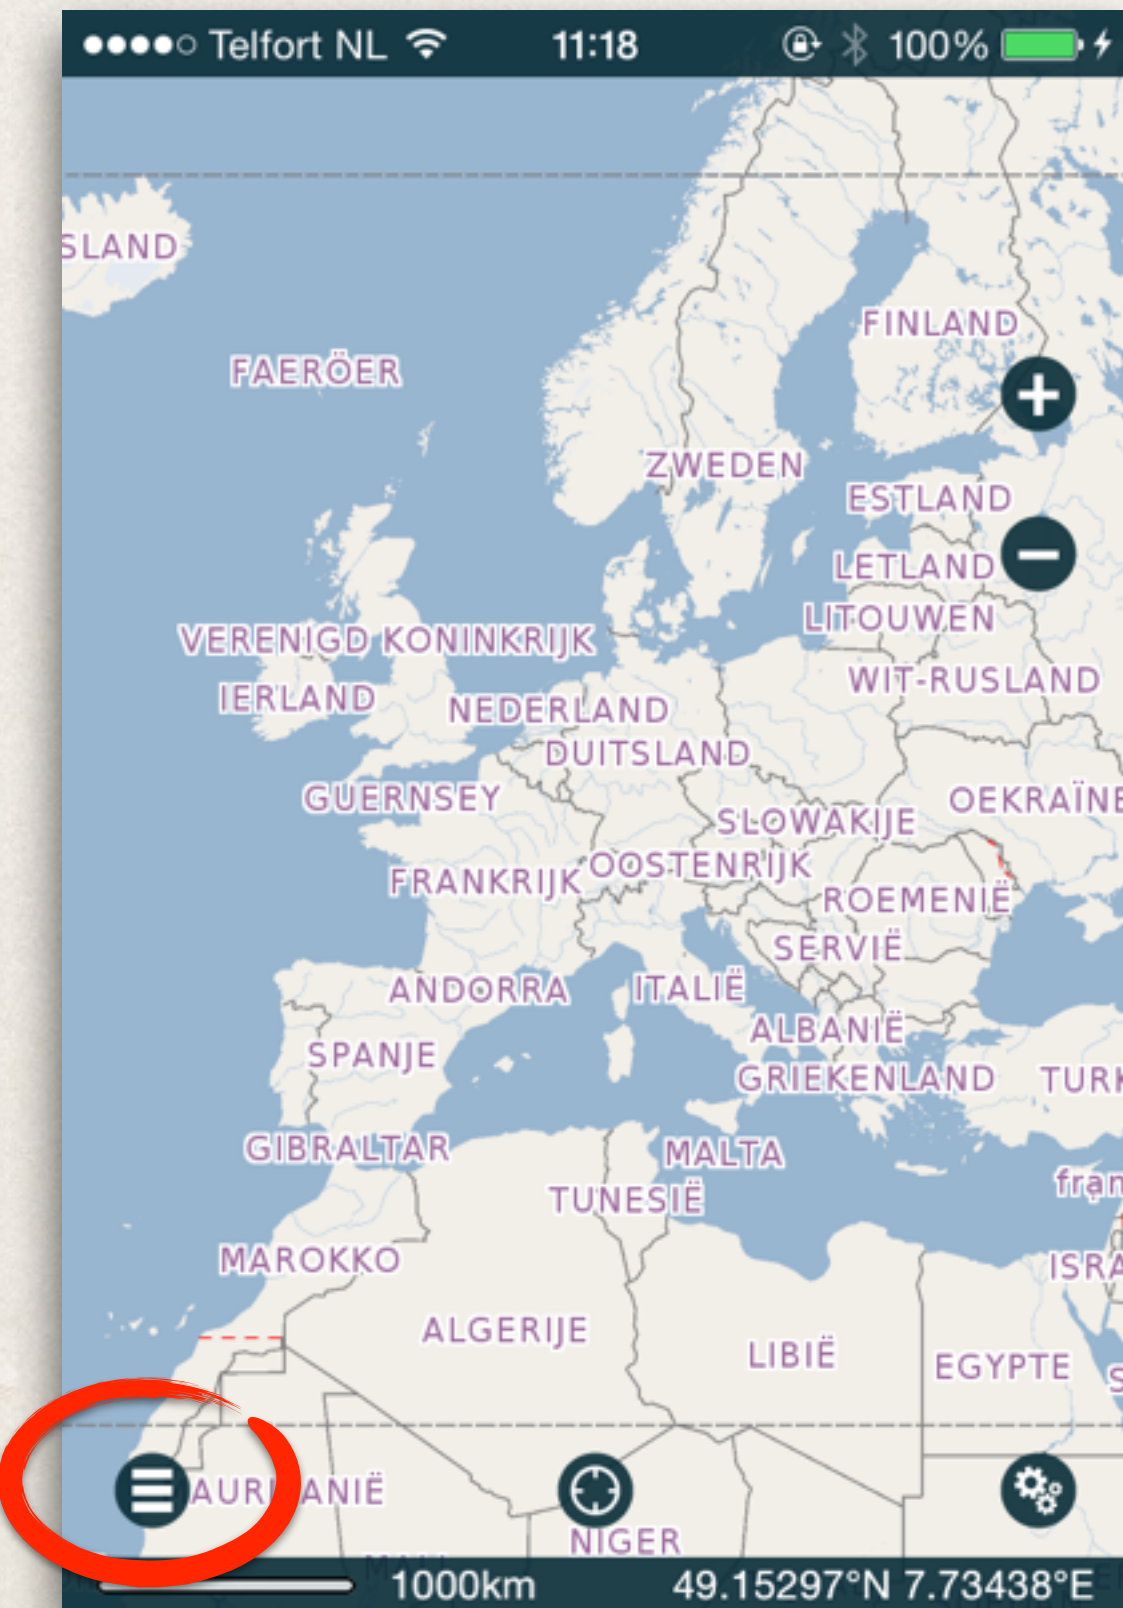 Telfort NL 11:18 100%
SLAND
FINLAND
FAERÖER
ZWEDEN
ESTLAND
LETLAND
LITOUWEN
VERENIGD KONINKRIJK
WIT-RUSLAND
IERLAND
NEDERLAND
DUITSLAND
GUERNSEY
OEKRAÏNE
SLOWAKIJE
OOSTENRIJK
FRANKRIJK
ROEMENIË
SERVIË
ANDORRA
ITALIË
ALBANIË
SPANJE
GRIEKENLAND
TURK
GIBRALTAR
MALTA
fran
TUNESIË
MAROKKO
ISRA
ALGERIJE
LIBIË
EGYPTE
S
AURI ANIË
NIGER
1000km 49.15297°N 7.73438°E